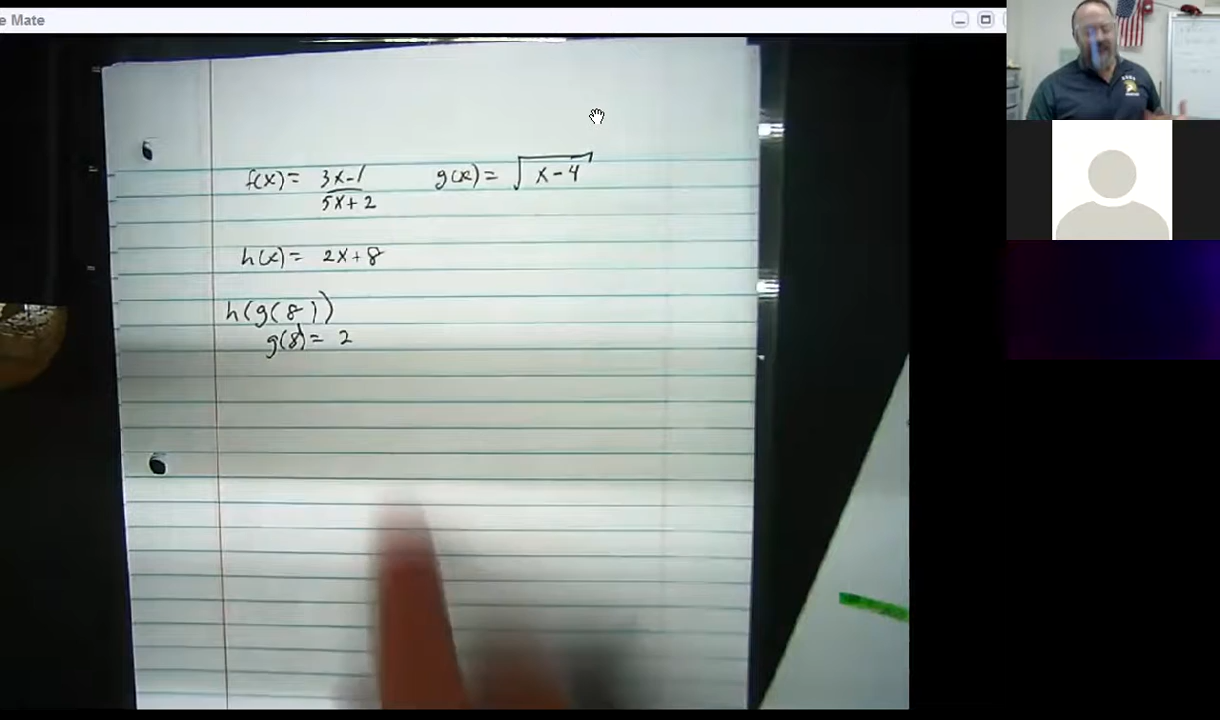 e Mate
f(x) = 3x-1 g(x) = √x-4
5x+2
h(x) = 2x+8
h(g(8))
g(8) = 2